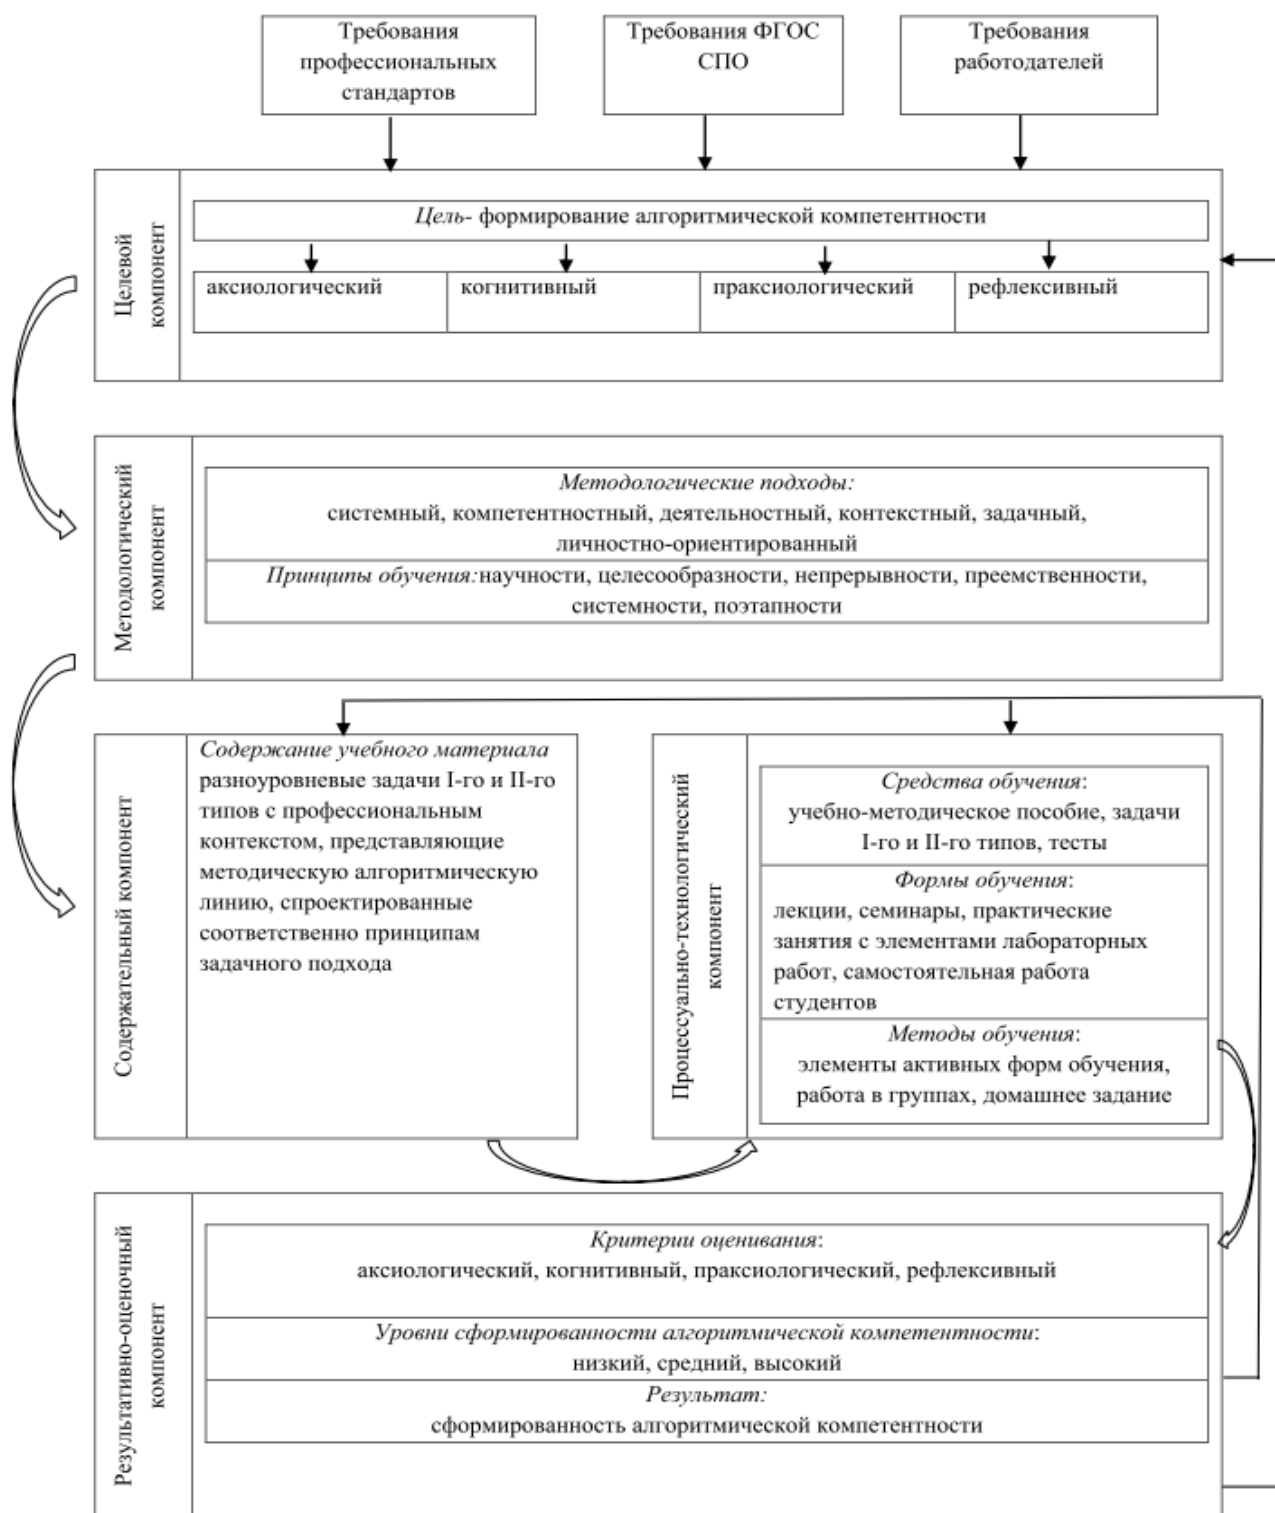 Требования
профессиональных
стандартов
Требования ФГОС
СПО
Требования
работодателей
Целевой
компонент
Цель- формирование алгоритмической компетентности
аксиологический
когнитивный
праксиологический
рефлексивный
Методологический
компонент
Методологические подходы:
системный, компетентностный, деятельностный, контекстный, задачный,
личностно-ориентированный
Принципы обучения:научности, целесообразности, непрерывности, преемственности,
системности, поэтапности
Содержательный компонент
Содержание учебного материала
разноуровневые задачи I-го и II-го
типов с профессиональным
контекстом, представляющие
методическую алгоритмическую
линию, спроектированные
соответственно принципам
задачного подхода
Процессуально-технологический
компонент
Средства обучения:
учебно-методическое пособие, задачи
I-го и II-го типов, тесты
Формы обучения:
лекции, семинары, практические
занятия с элементами лабораторных
работ, самостоятельная работа
студентов
Методы обучения:
элементы активных форм обучения,
работа в группах, домашнее задание
Результативно-оценочный
компонент
Критерии оценивания:
аксиологический, когнитивный, праксиологический, рефлексивный
Уровни сформированности алгоритмической компетентности:
низкий, средний, высокий
Результат:
сформированность алгоритмической компетентности